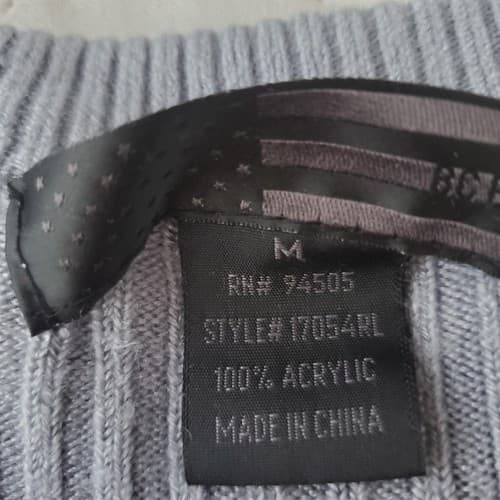 M
RN# 94505
STYLE# 17054RL
100% ACRYLIC
MADE IN CHINA